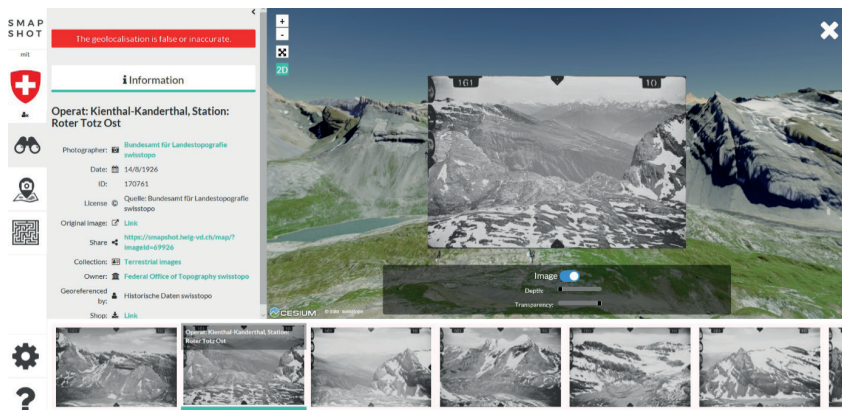 SMAP
SHOT
mit
The geolocalisation is false or inaccurate.
Information
Operat: Kienthal-Kanderthal, Station:
Roter Totz Ost
Photographer: Bundesamt für Landestopografie
swisstopo
Date: 14/8/1926
ID: 170761
License © Quelle: Bundesamt für Landestopografie
swisstopo
Original image: Link
Share https://smapshot.heig-vd.ch/map/?
imageId=69926
Collection: Terrestrial images
Owner: Federal Office of Topography swisstopo
Georeferenced
by: Historische Daten swisstopo
Shop: Link
+
-
2D
161
10
Image
Depth:
Transparency:
CESIUM
Operat: Kienthal-Kanderthal, Station:
Roter Totz Ost
?